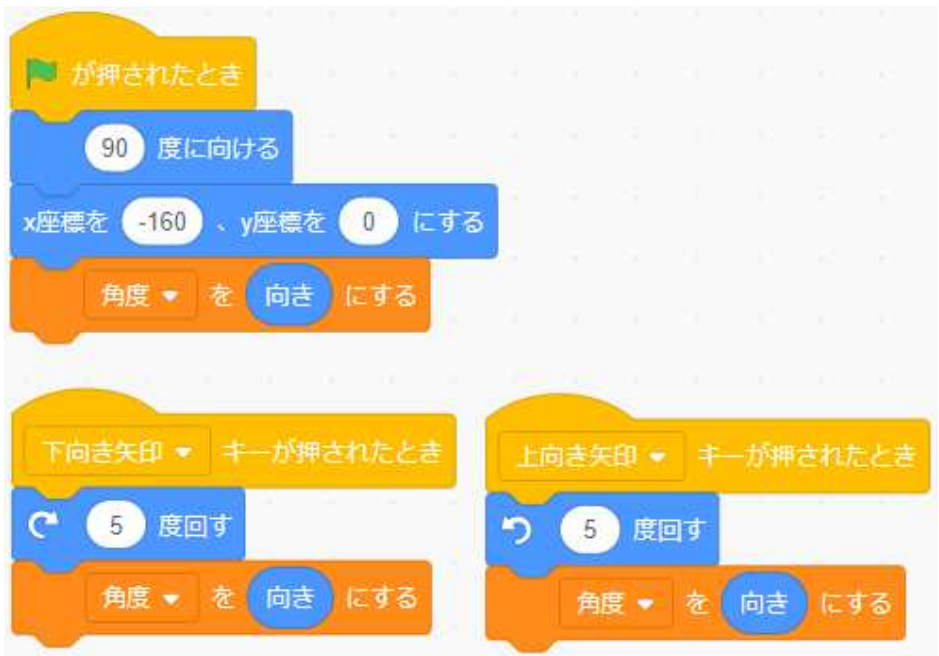 が押されたとき
90 度に向ける
x座標を -160 、y座標を 0 にする
角度 を 向き にする
下向き矢印 キーが押されたとき
5 度回す
角度 を 向き にする
上向き矢印 キーが押されたとき
5 度回す
角度 を 向き にする